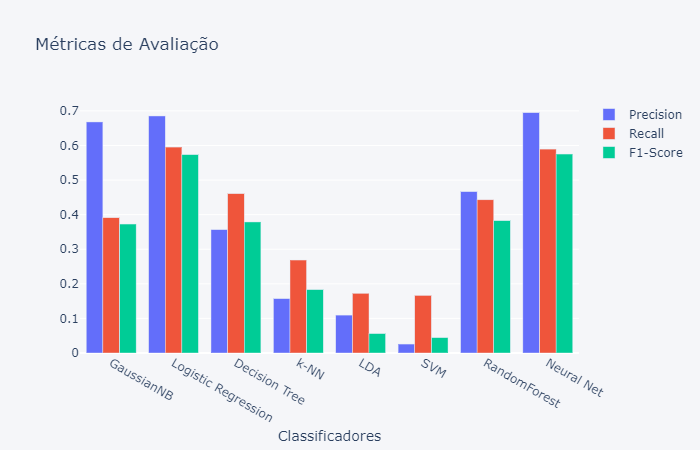 Métricas de Avaliação
Precision
Recall
F1-Score
0.7
0.6
0.5
0.4
0.3
0.2
0.1
0
GaussianNB
Logistic Regression
Decision Tree
k-NN
LDA
SVM
RandomForest
Neural Net
Classificadores